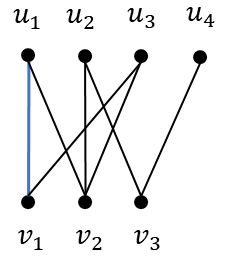 u₁ u₂ u₃ u₄
v₁ v₂ v₃